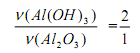 ν(Al(OH)₃) / ν(Al₂O₃) = 2/1